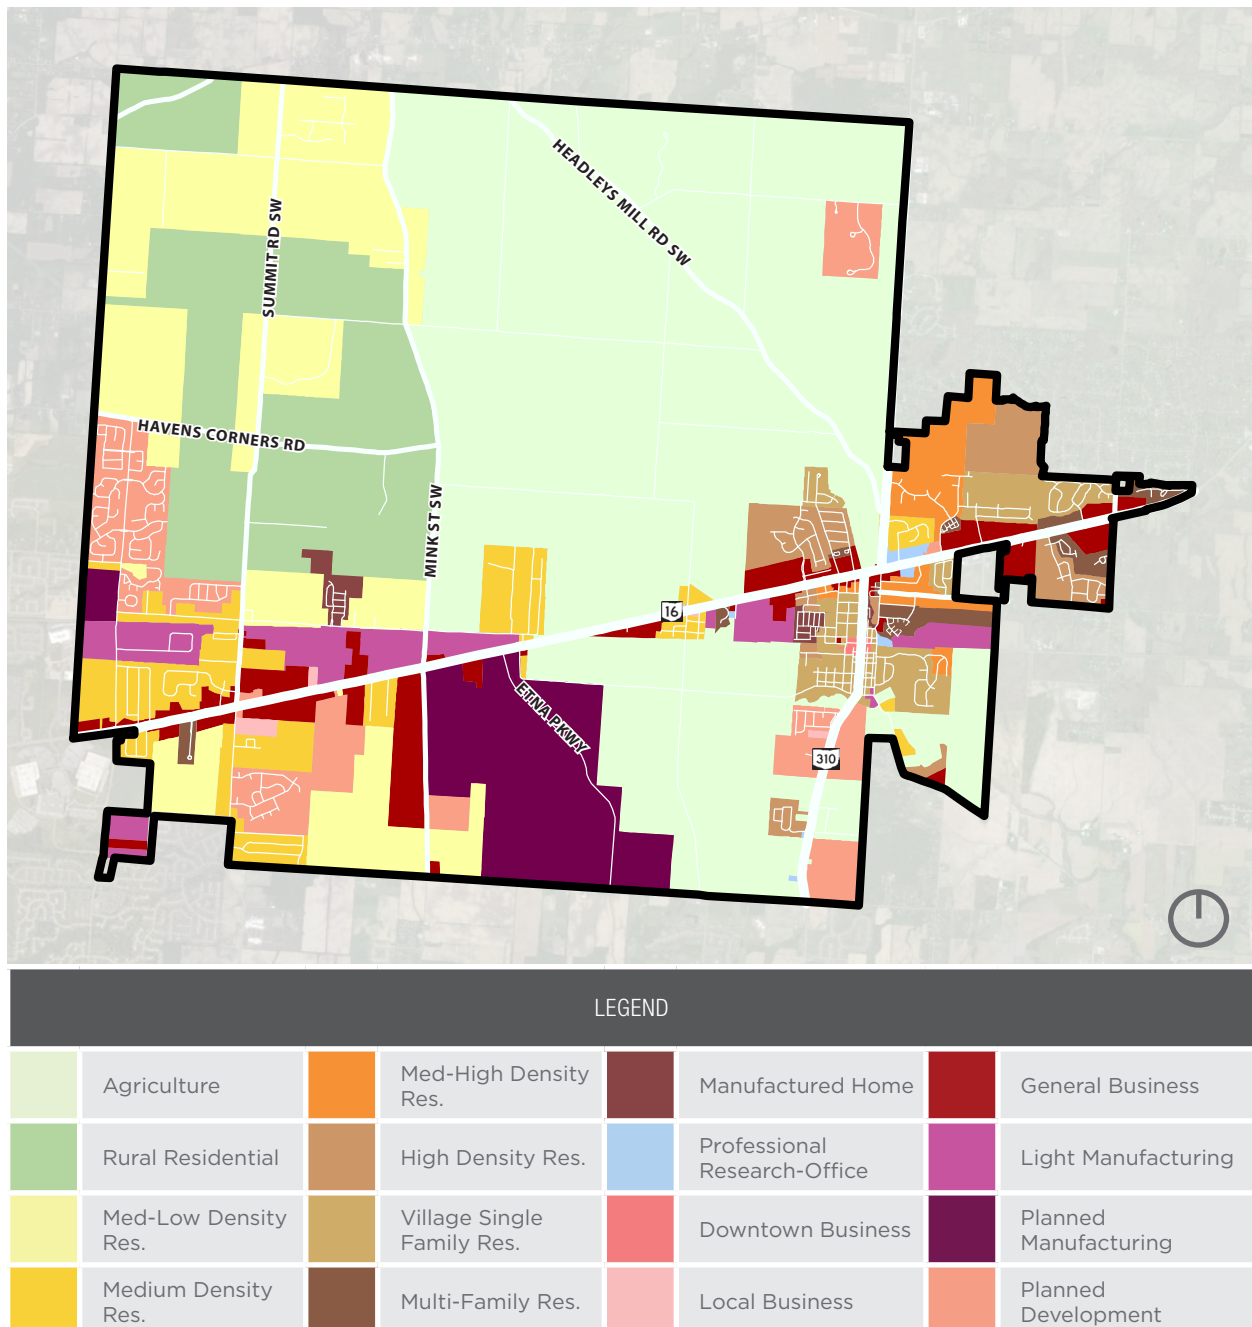 HEADLEYS MILL RD SW
SUMMIT RD SW
HAVENS CORNERS RD
MINK ST SW
16
ETNA PKWY
310
LEGEND
Agriculture
Med-High Density
Res.
Manufactured Home
General Business
Rural Residential
High Density Res.
Professional
Research-Office
Light Manufacturing
Med-Low Density
Res.
Village Single
Family Res.
Downtown Business
Planned
Manufacturing
Medium Density
Res.
Multi-Family Res.
Local Business
Planned
Development